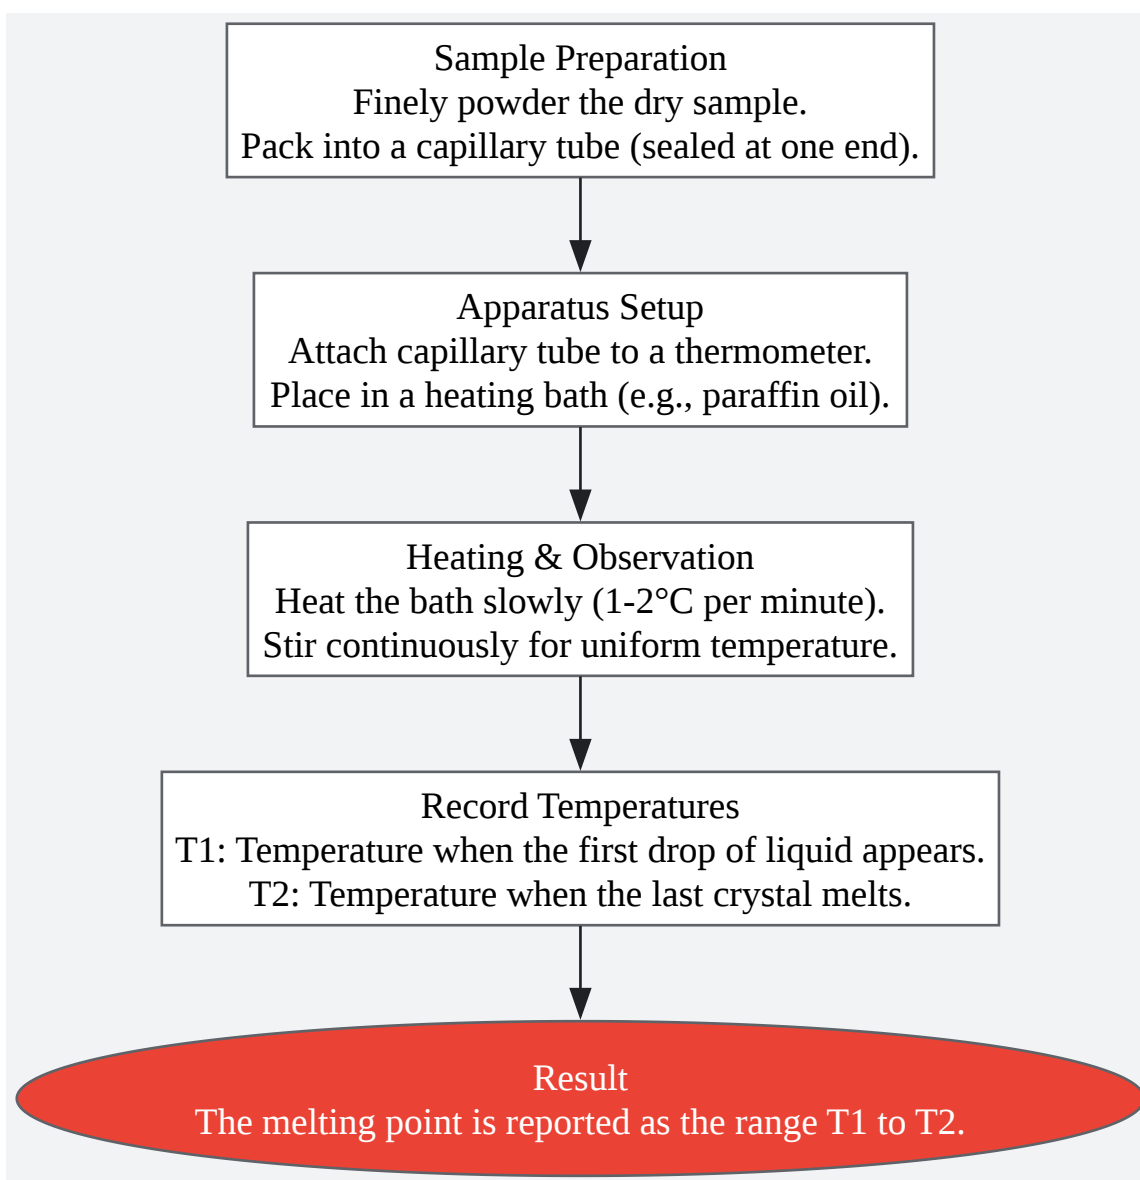 Sample Preparation
Finely powder the dry sample.
Pack into a capillary tube (sealed at one end).
Apparatus Setup
Attach capillary tube to a thermometer.
Place in a heating bath (e.g., paraffin oil).
Heating & Observation
Heat the bath slowly (1-2°C per minute).
Stir continuously for uniform temperature.
Record Temperatures
T1: Temperature when the first drop of liquid appears.
T2: Temperature when the last crystal melts.
Result
The melting point is reported as the range T1 to T2.